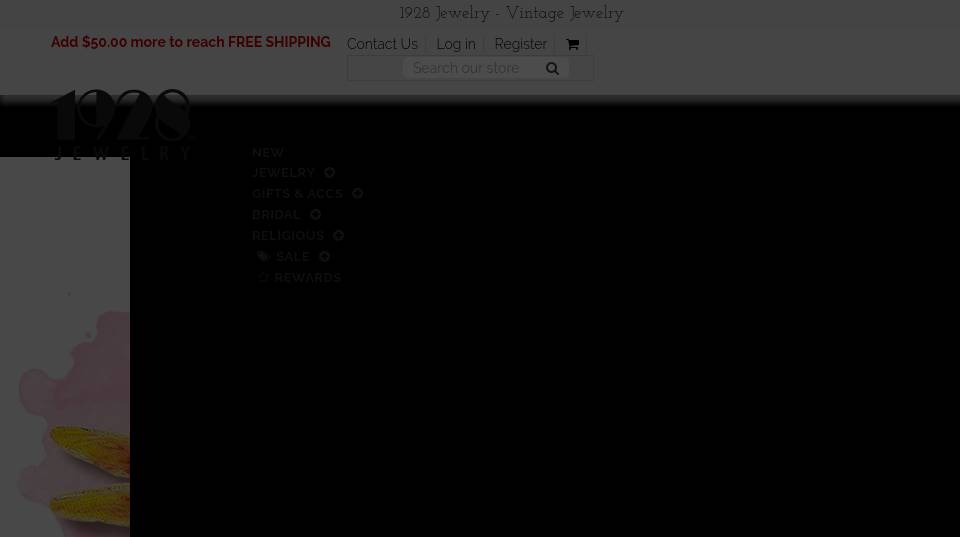 1928 Jewelry - Vintage Jewelry
Add $50.00 more to reach FREE SHIPPING
Contact Us Log in Register
Search our store
1928
JEWELRY
NEW
JEWELRY
GIFTS & ACCS
BRIDAL
RELIGIOUS
SALE
REWARDS